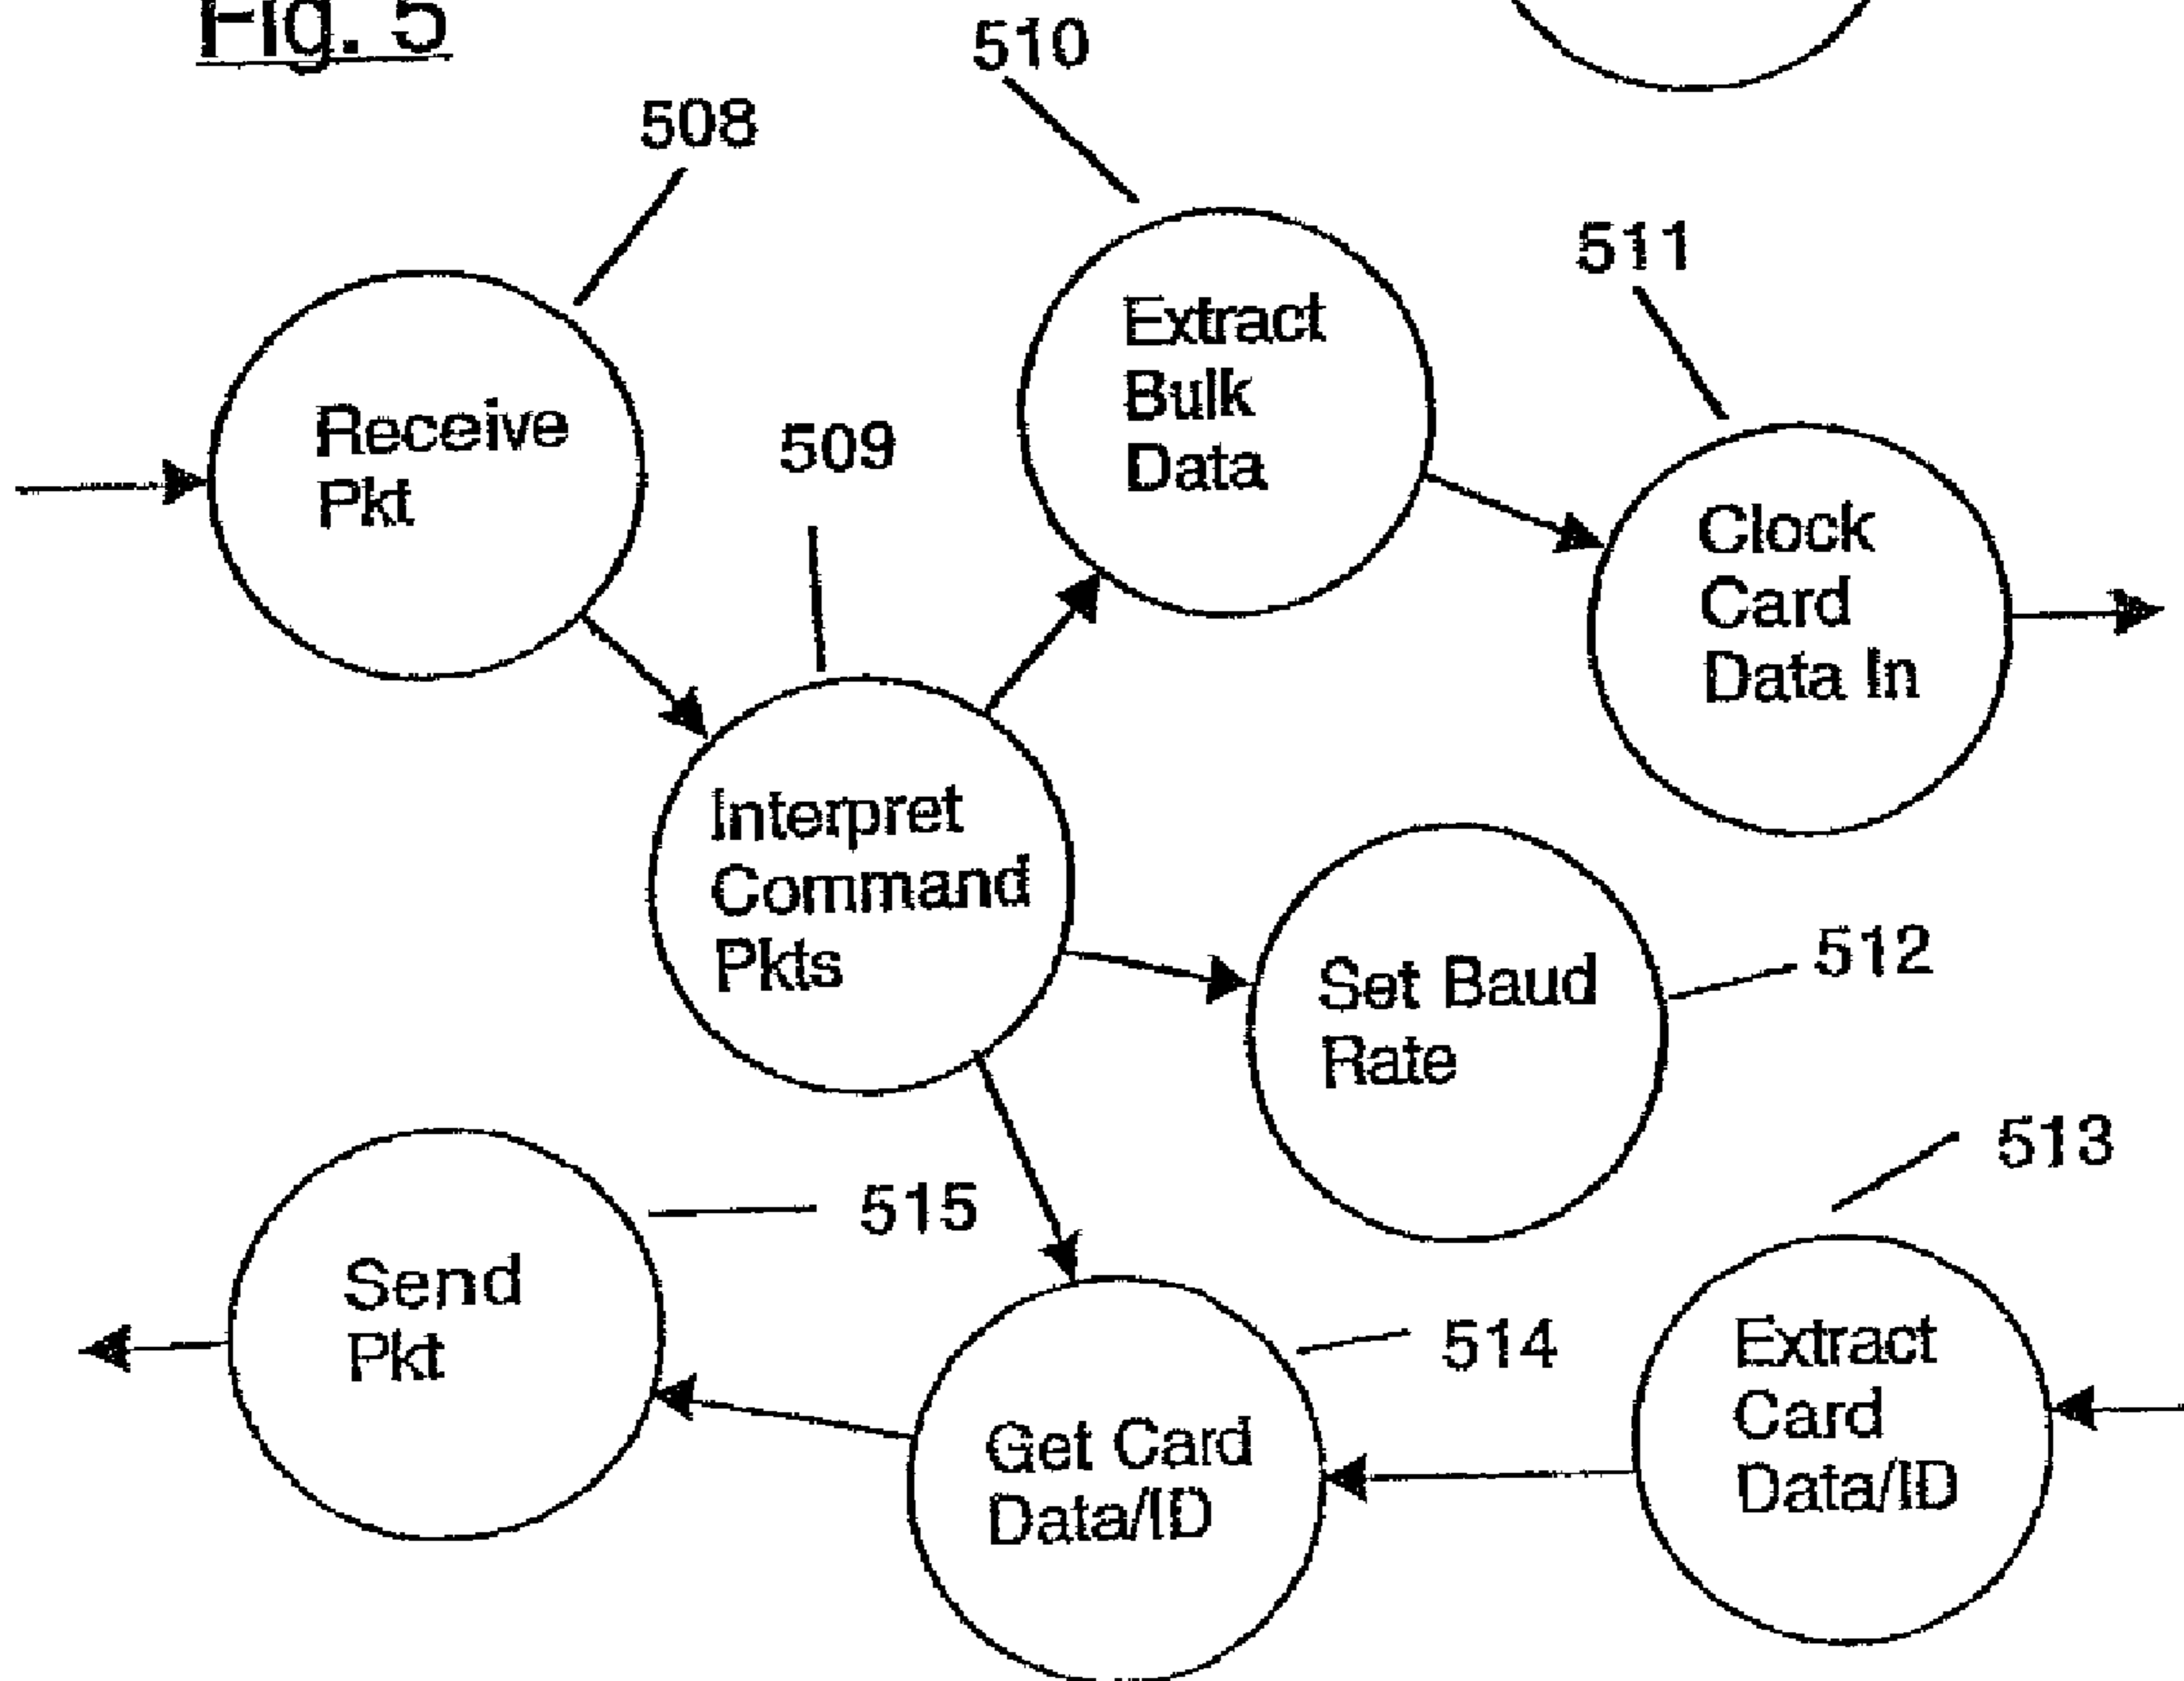 Fig. 5
510
508
511
Extract
Bulk
Data
Receive
Pkt
509
Clock
Card
Data In
Interpret
Command
Pkts
512
Set Baud
Rate
513
515
Send
Pkt
514
Extract
Card
Data/ID
Get Card
Data/ID